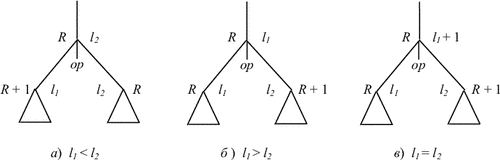 R l₂ R l₁ R l₁ + 1
op op op
R + 1 l₁ l₂ R R l₁ l₂ R + 1 R l₁ l₂ R + 1
а) l₁ < l₂ б) l₁ > l₂ в) l₁ = l₂